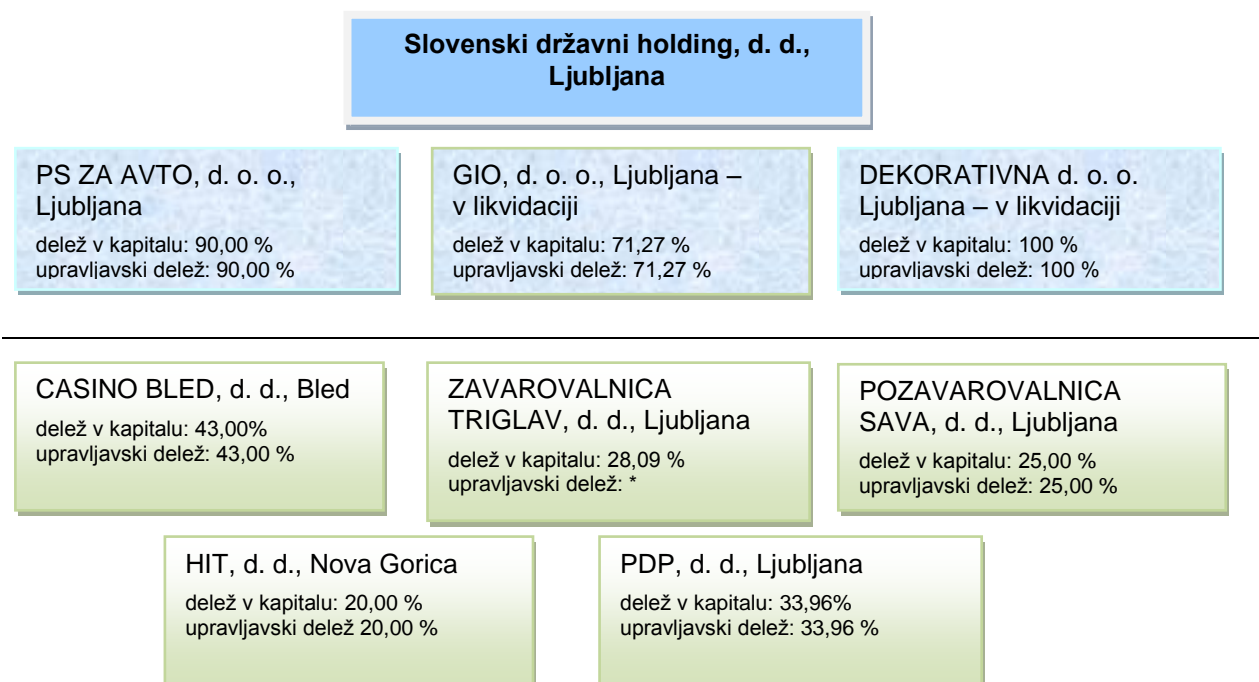 Slovenski državni holding, d. d.,
Ljubljana
PS ZA AVTO, d. o. o.,
Ljubljana
delež v kapitalu: 90,00 %
upravljavski delež: 90,00 %
GIO, d. o. o., Ljubljana –
v likvidaciji
delež v kapitalu: 71,27 %
upravljavski delež: 71,27 %
DEKORATIVNA d. o. o.
Ljubljana – v likvidaciji
delež v kapitalu: 100 %
upravljavski delež: 100 %
CASINO BLED, d. d., Bled
delež v kapitalu: 43,00%
upravljavski delež: 43,00 %
ZAVAROVALNICA
TRIGLAV, d. d., Ljubljana
delež v kapitalu: 28,09 %
upravljavski delež: *
POZAVAROVALNICA
SAVA, d. d., Ljubljana
delež v kapitalu: 25,00 %
upravljavski delež: 25,00 %
HIT, d. d., Nova Gorica
delež v kapitalu: 20,00 %
upravljavski delež 20,00 %
PDP, d. d., Ljubljana
delež v kapitalu: 33,96%
upravljavski delež: 33,96 %